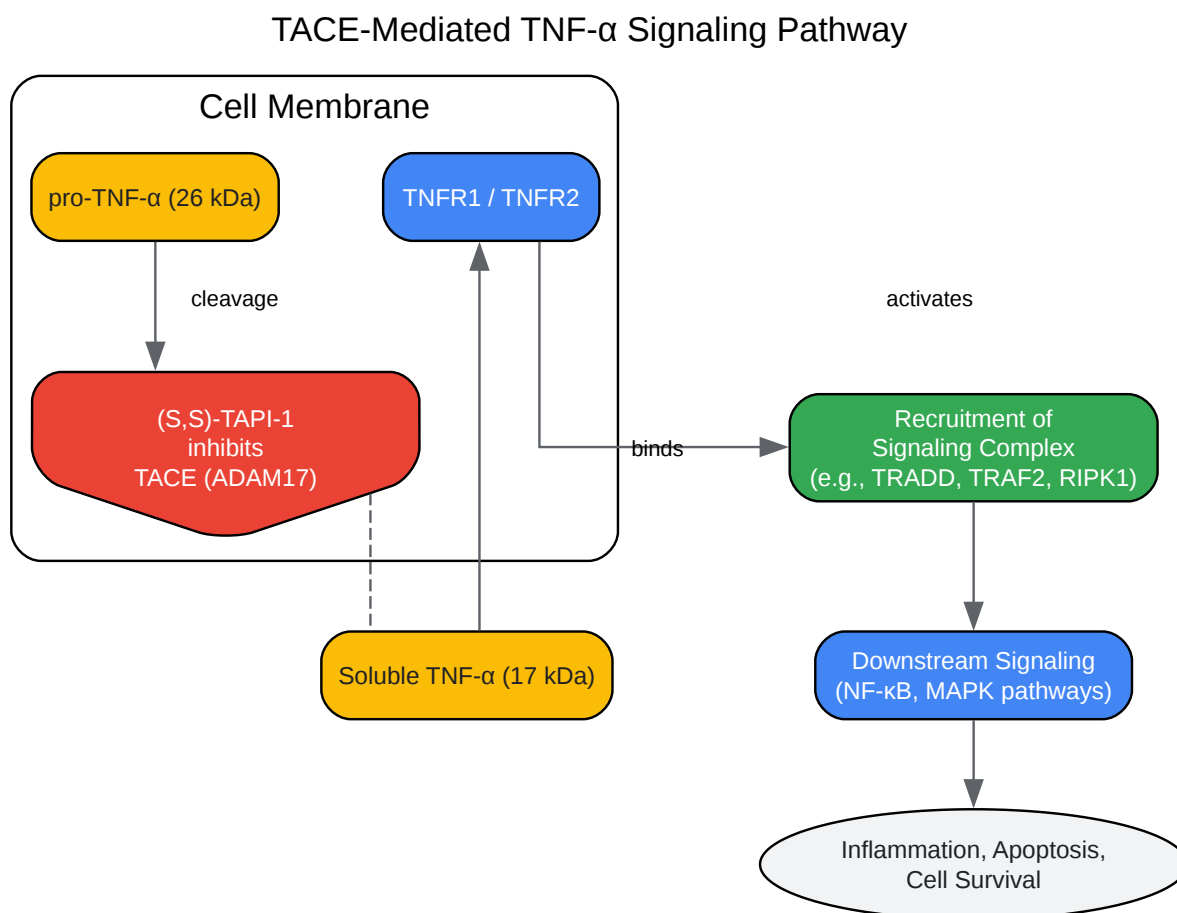 TACE-Mediated TNF-α Signaling Pathway
Cell Membrane
pro-TNF-α (26 kDa)
TNFR1 / TNFR2
cleavage
activates
(S,S)-TAPI-1
inhibits
TACE (ADAM17)
binds
Recruitment of
Signaling Complex
(e.g., TRADD, TRAF2, RIPK1)
Soluble TNF-α (17 kDa)
Downstream Signaling
(NF-κB, MAPK pathways)
Inflammation, Apoptosis,
Cell Survival